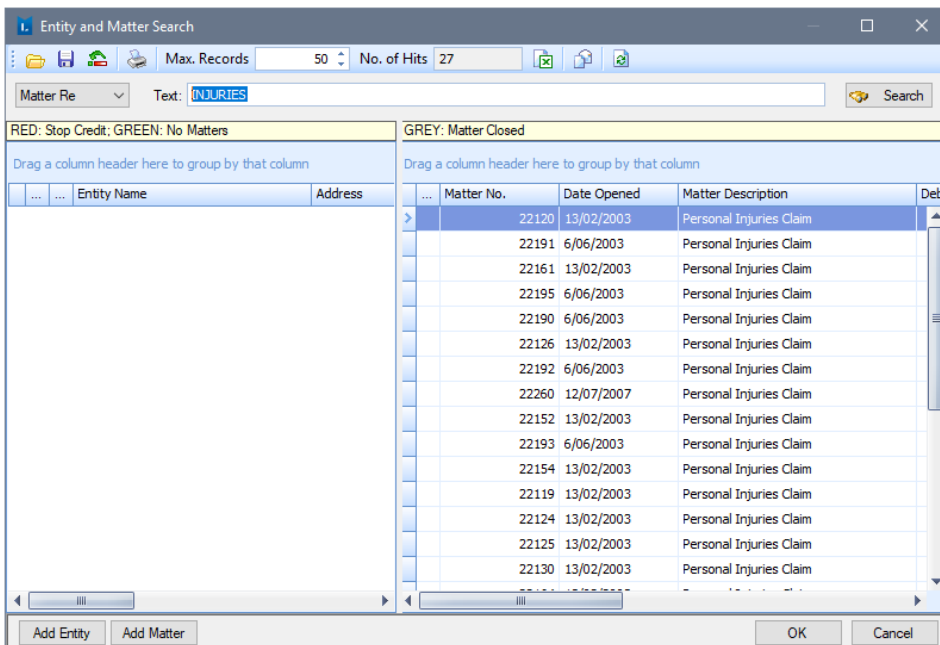 L Entity and Matter Search
Max. Records 50 No. of Hits 27
Matter Re Text: INJURIES Search
RED: Stop Credit; GREEN: No Matters
GREY: Matter Closed
Drag a column header here to group by that column
Drag a column header here to group by that column
... ... Entity Name Address
... Matter No. Date Opened Matter Description Deb
22120 13/02/2003 Personal Injuries Claim
22191 6/06/2003 Personal Injuries Claim
22161 13/02/2003 Personal Injuries Claim
22195 6/06/2003 Personal Injuries Claim
22190 6/06/2003 Personal Injuries Claim
22126 13/02/2003 Personal Injuries Claim
22192 6/06/2003 Personal Injuries Claim
22260 12/07/2007 Personal Injuries Claim
22152 13/02/2003 Personal Injuries Claim
22193 6/06/2003 Personal Injuries Claim
22154 13/02/2003 Personal Injuries Claim
22119 13/02/2003 Personal Injuries Claim
22124 13/02/2003 Personal Injuries Claim
22125 13/02/2003 Personal Injuries Claim
22130 13/02/2003 Personal Injuries Claim
Add Entity Add Matter OK Cancel